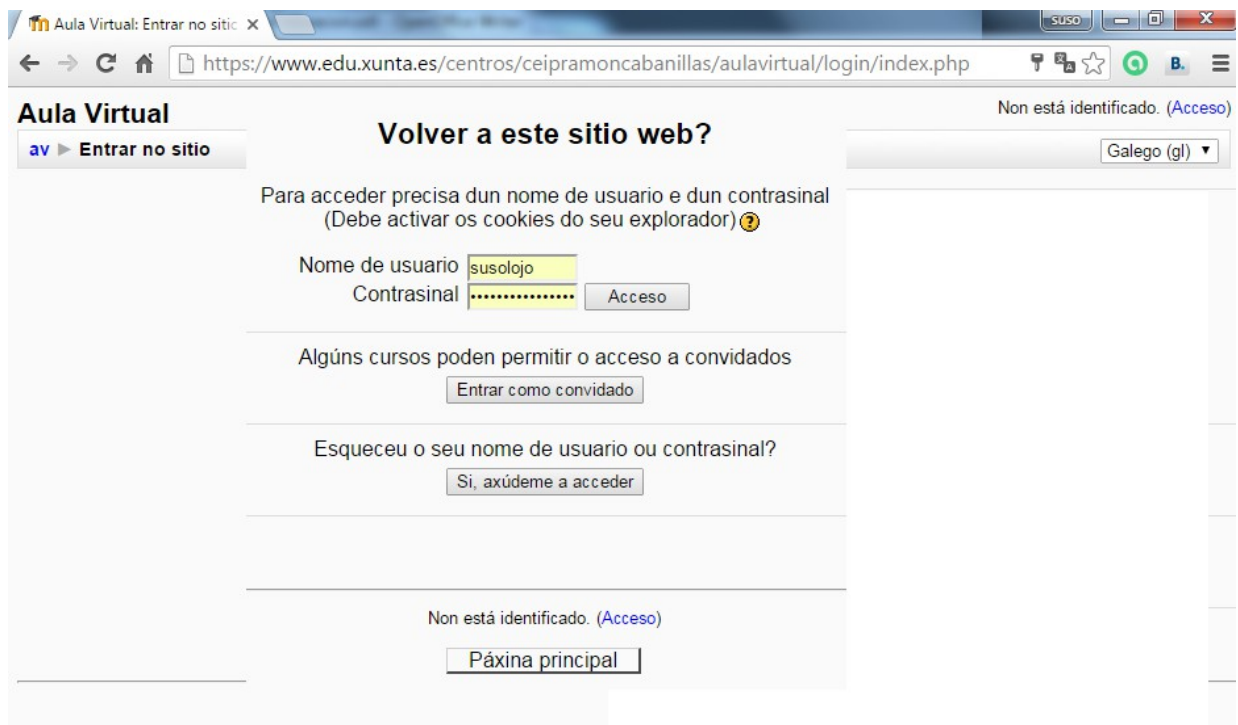 Aula Virtual: Entrar no sitic
SUSO
https://www.edu.xunta.es/centros/ceipramoncabanillas/aulavirtual/login/index.php
B.
Aula Virtual
Non está identificado. (Acceso)
av ► Entrar no sitio
Galego (gl) ▼
Volver a este sitio web?
Para acceder precisa dun nome de usuario e dun contrasinal
(Debe activar os cookies do seu explorador)
Nome de usuario susolojo
Contrasinal •••••••••••••••• Acceso
Algúns cursos poden permitir o acceso a convidados
Entrar como convidado
Esqueceu o seu nome de usuario ou contrasinal?
Si, axúdeme a acceder
Non está identificado. (Acceso)
Páxina principal